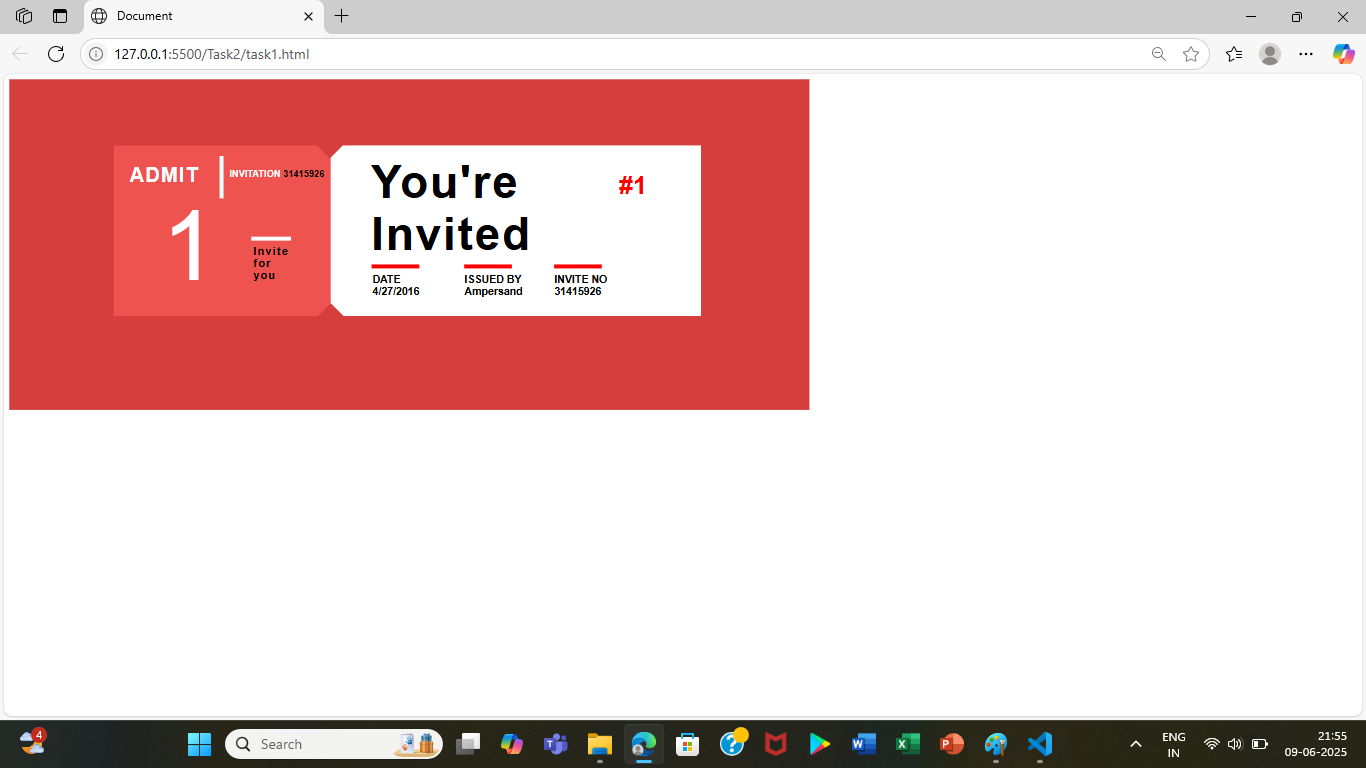 Document
127.0.0.1:5500/Task2/task1.html
ADMIT
INVITATION 31415926
1
Invite
for
you
You're
Invited
#1
DATE
4/27/2016
ISSUED BY
Ampersand
INVITE NO
31415926
4
Search
ENG
IN
21:55
09-06-2025